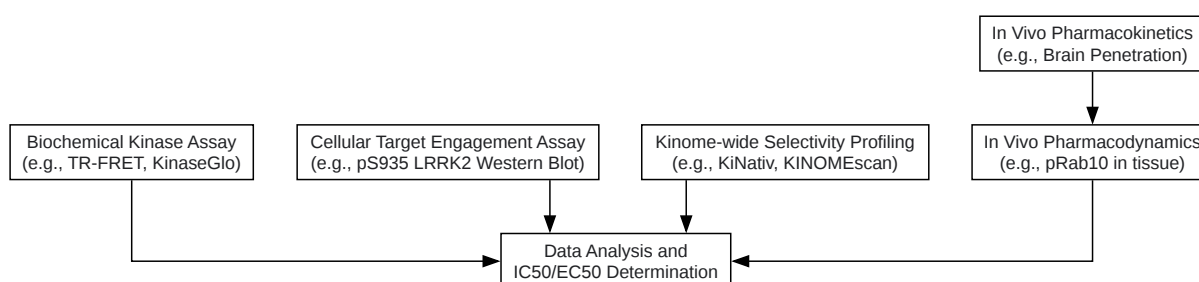 In Vivo Pharmacokinetics
(e.g., Brain Penetration)
Biochemical Kinase Assay
(e.g., TR-FRET, KinaseGlo)
Cellular Target Engagement Assay
(e.g., pS935 LRRK2 Western Blot)
Kinome-wide Selectivity Profiling
(e.g., KiNativ, KINOMEscan)
In Vivo Pharmacodynamics
(e.g., pRab10 in tissue)
Data Analysis and
IC50/EC50 Determination